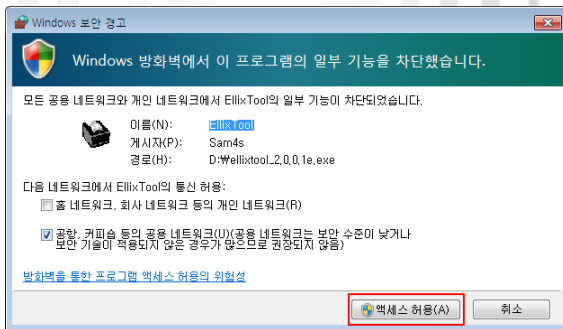 Windows 보안 경고
Windows 방화벽에서 이 프로그램의 일부 기능을 차단했습니다.
모든 공용 네트워크와 개인 네트워크에서 EllixTool의 일부 기능이 차단되었습니다.
이름(N): EllixTool
게시자(P): Sam4s
경로(H): D:\ellixtool_2,0,0,1e.exe
다음 네트워크에서 EllixTool의 통신 허용:
홈 네트워크, 회사 네트워크 등의 개인 네트워크(R)
공항, 커피숍 등의 공용 네트워크(U)(공용 네트워크는 보안 수준이 낮거나
보안 기술이 적용되지 않은 경우가 많으므로 권장되지 않음)
방화벽을 통한 프로그램 액세스 허용의 위험성
액세스 허용(A) 취소